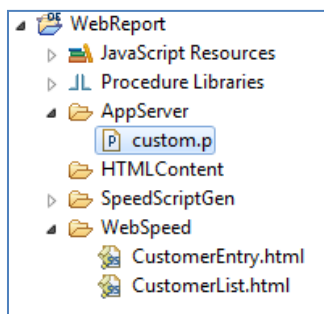 WebReport
JavaScript Resources
Procedure Libraries
AppServer
custom.p
HTMLContent
SpeedScriptGen
WebSpeed
CustomerEntry.html
CustomerList.html